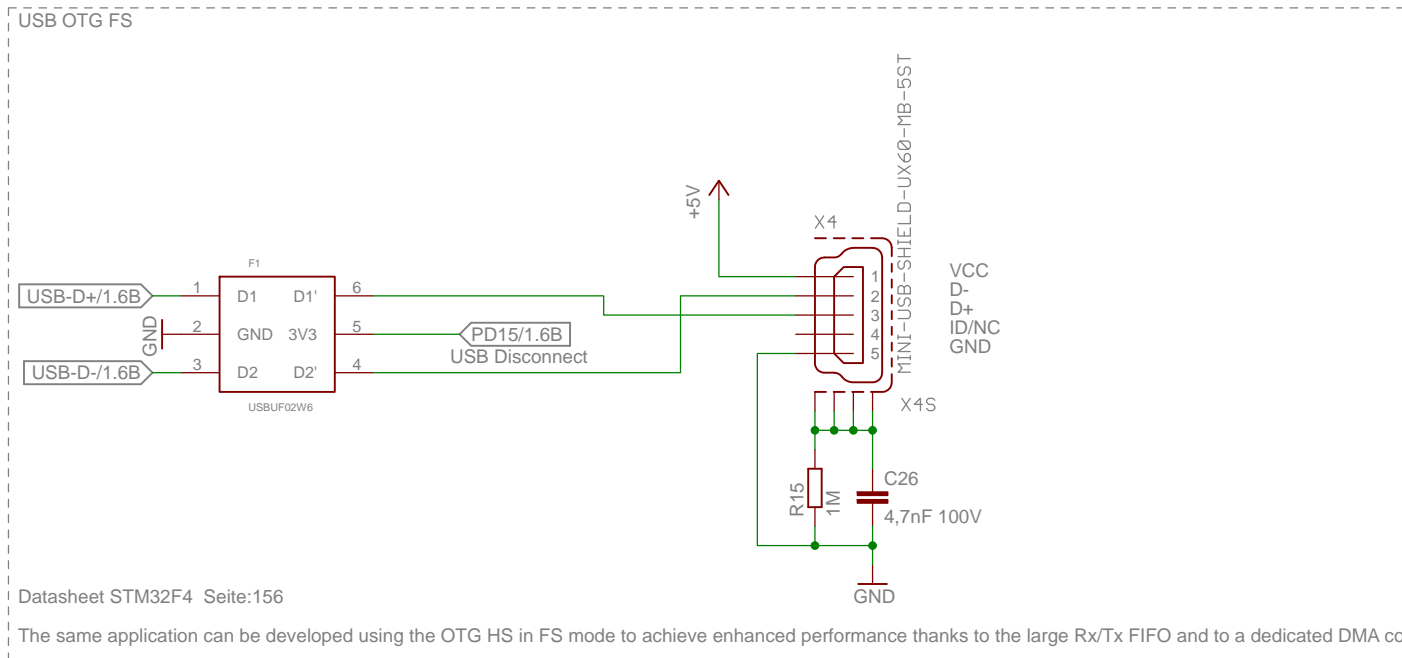 USB OTG FS
MINI-USB-SHIELD-UX60-MB-5ST
+5V
X4
F1
USB-D+/1.6B
1
D1
D1'
6
GND
2
GND
3V3
5
PD15/1.6B
USB Disconnect
USB-D-/1.6B
3
D2
D2'
4
USBUF02W6
1
2
3
4
5
VCC
D-
D+
ID/NC
GND
X4S
R15
1M
C26
4,7nF 100V
GND
Datasheet STM32F4 Seite:156
The same application can be developed using the OTG HS in FS mode to achieve enhanced performance thanks to the large Rx/Tx FIFO and to a dedicated DMA